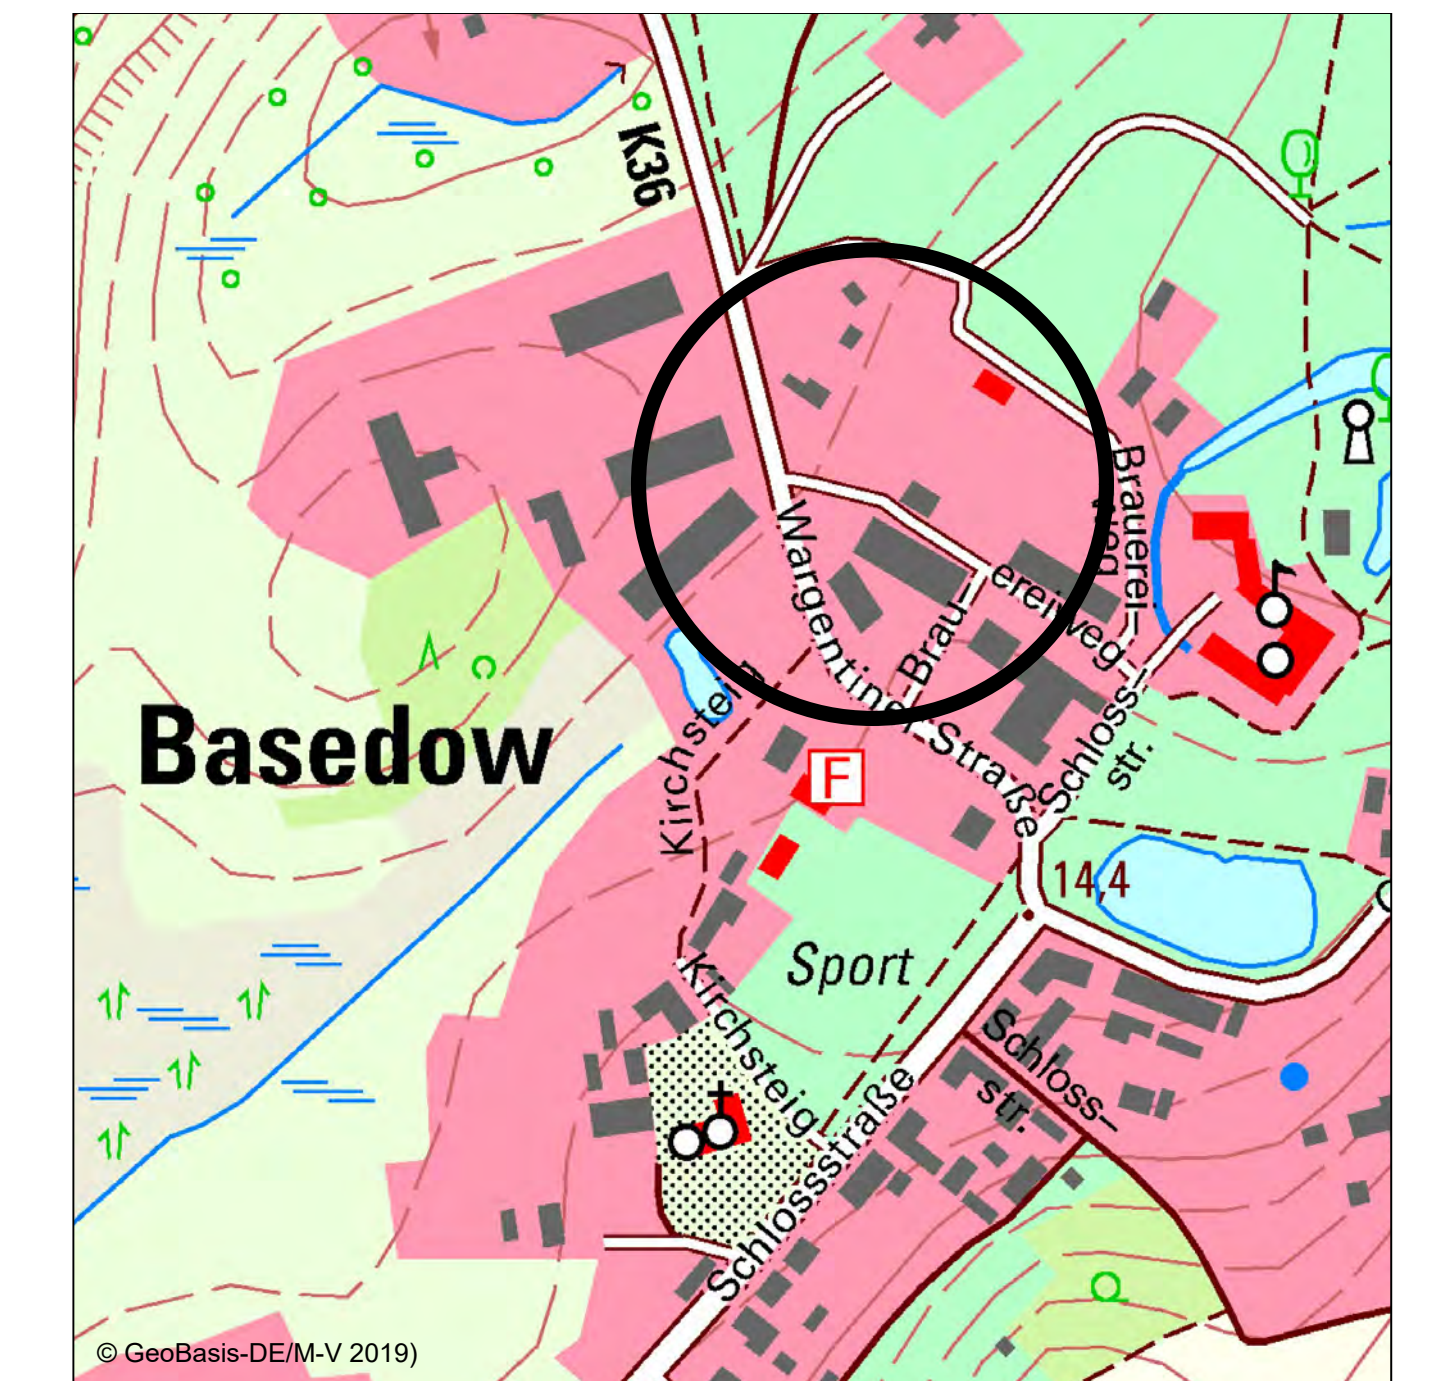 K36
Brauerei-
weg
Wargentiner Straße
Brau-
ereiweg
Schloss-
str.
Kirchsteig
Basedow
F
14,4
Sport
Kirchsteig
Schloss-
str.
Schlossstraße
© GeoBasis-DE/M-V 2019)